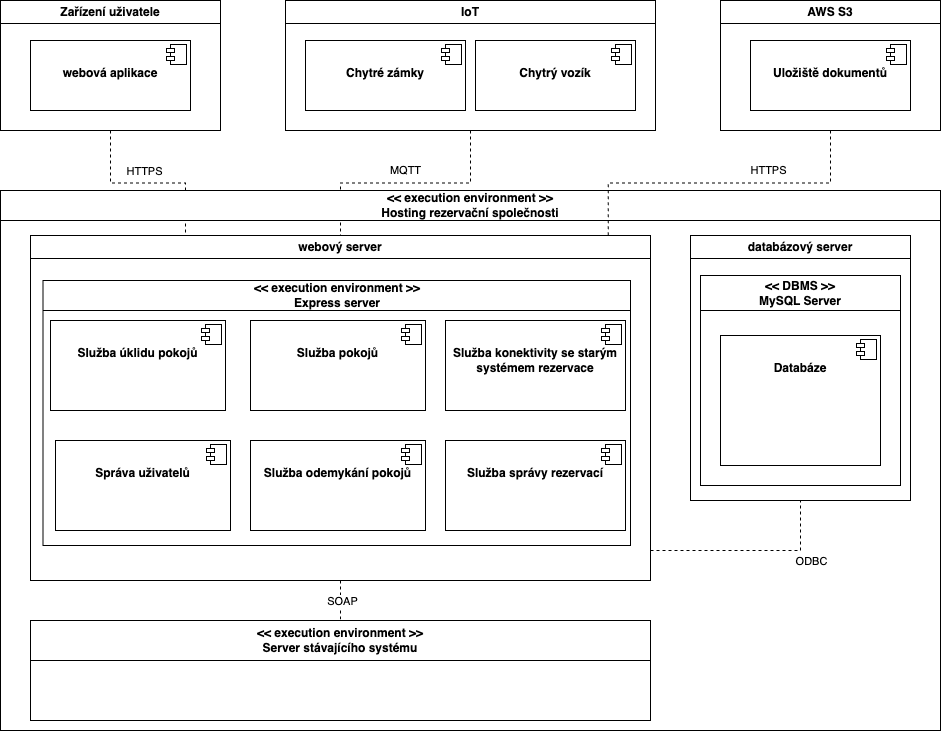 Zařízení uživatele
IoT
AWS S3
webová aplikace
Chytré zámky
Chytrý vozík
Uložiště dokumentů
HTTPS
MQTT
HTTPS
<< execution environment >>
Hosting rezervační společnosti
webový server
databázový server
<< execution environment >>
Express server
<< DBMS >>
MySQL Server
Služba úklidu pokojů
Služba pokojů
Služba konektivity se starým
systémem rezervace
Databáze
Správa uživatelů
Služba odemykání pokojů
Služba správy rezervací
ODBC
SOAP
<< execution environment >>
Server stávajícího systému